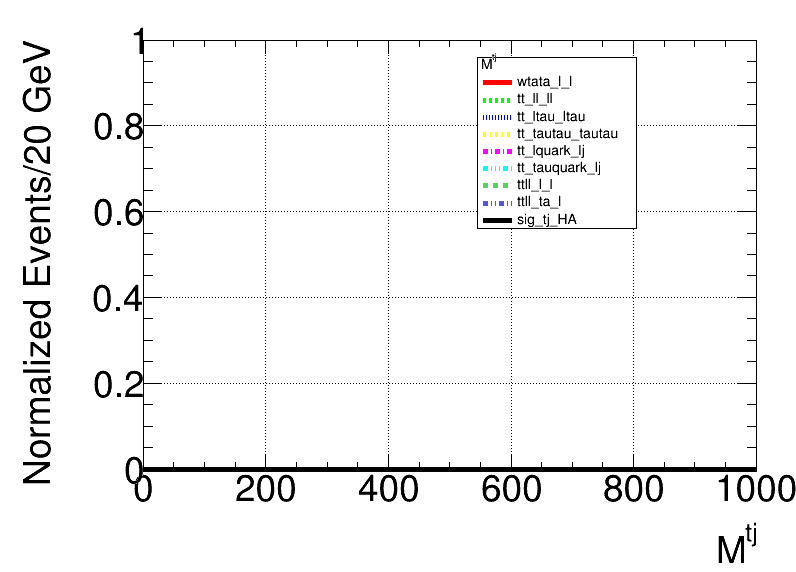 Normalized Events/20 GeV
1
0.8
0.6
0.4
0.2
0
M^tj
wtata_l_l
tt_ll_ll
tt_ltau_ltau
tt_tautau_tautau
tt_lquark_lj
tt_tauquark_lj
ttll_l_l
ttll_ta_l
sig_tj_HA
0 200 400 600 800 1000
M^tj